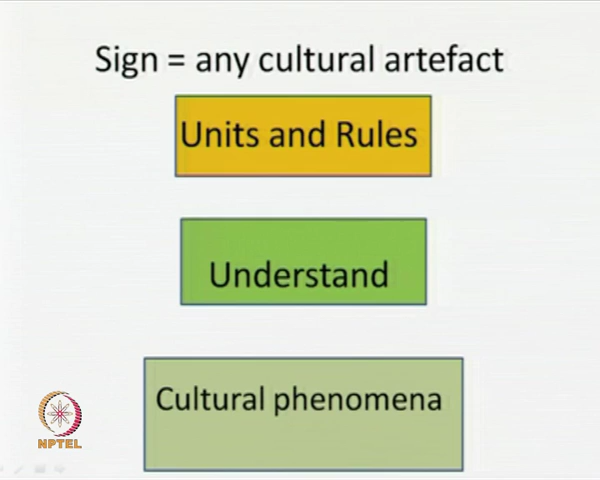 Sign = any cultural artefact
Units and Rules
Understand
Cultural phenomena
NPTEL